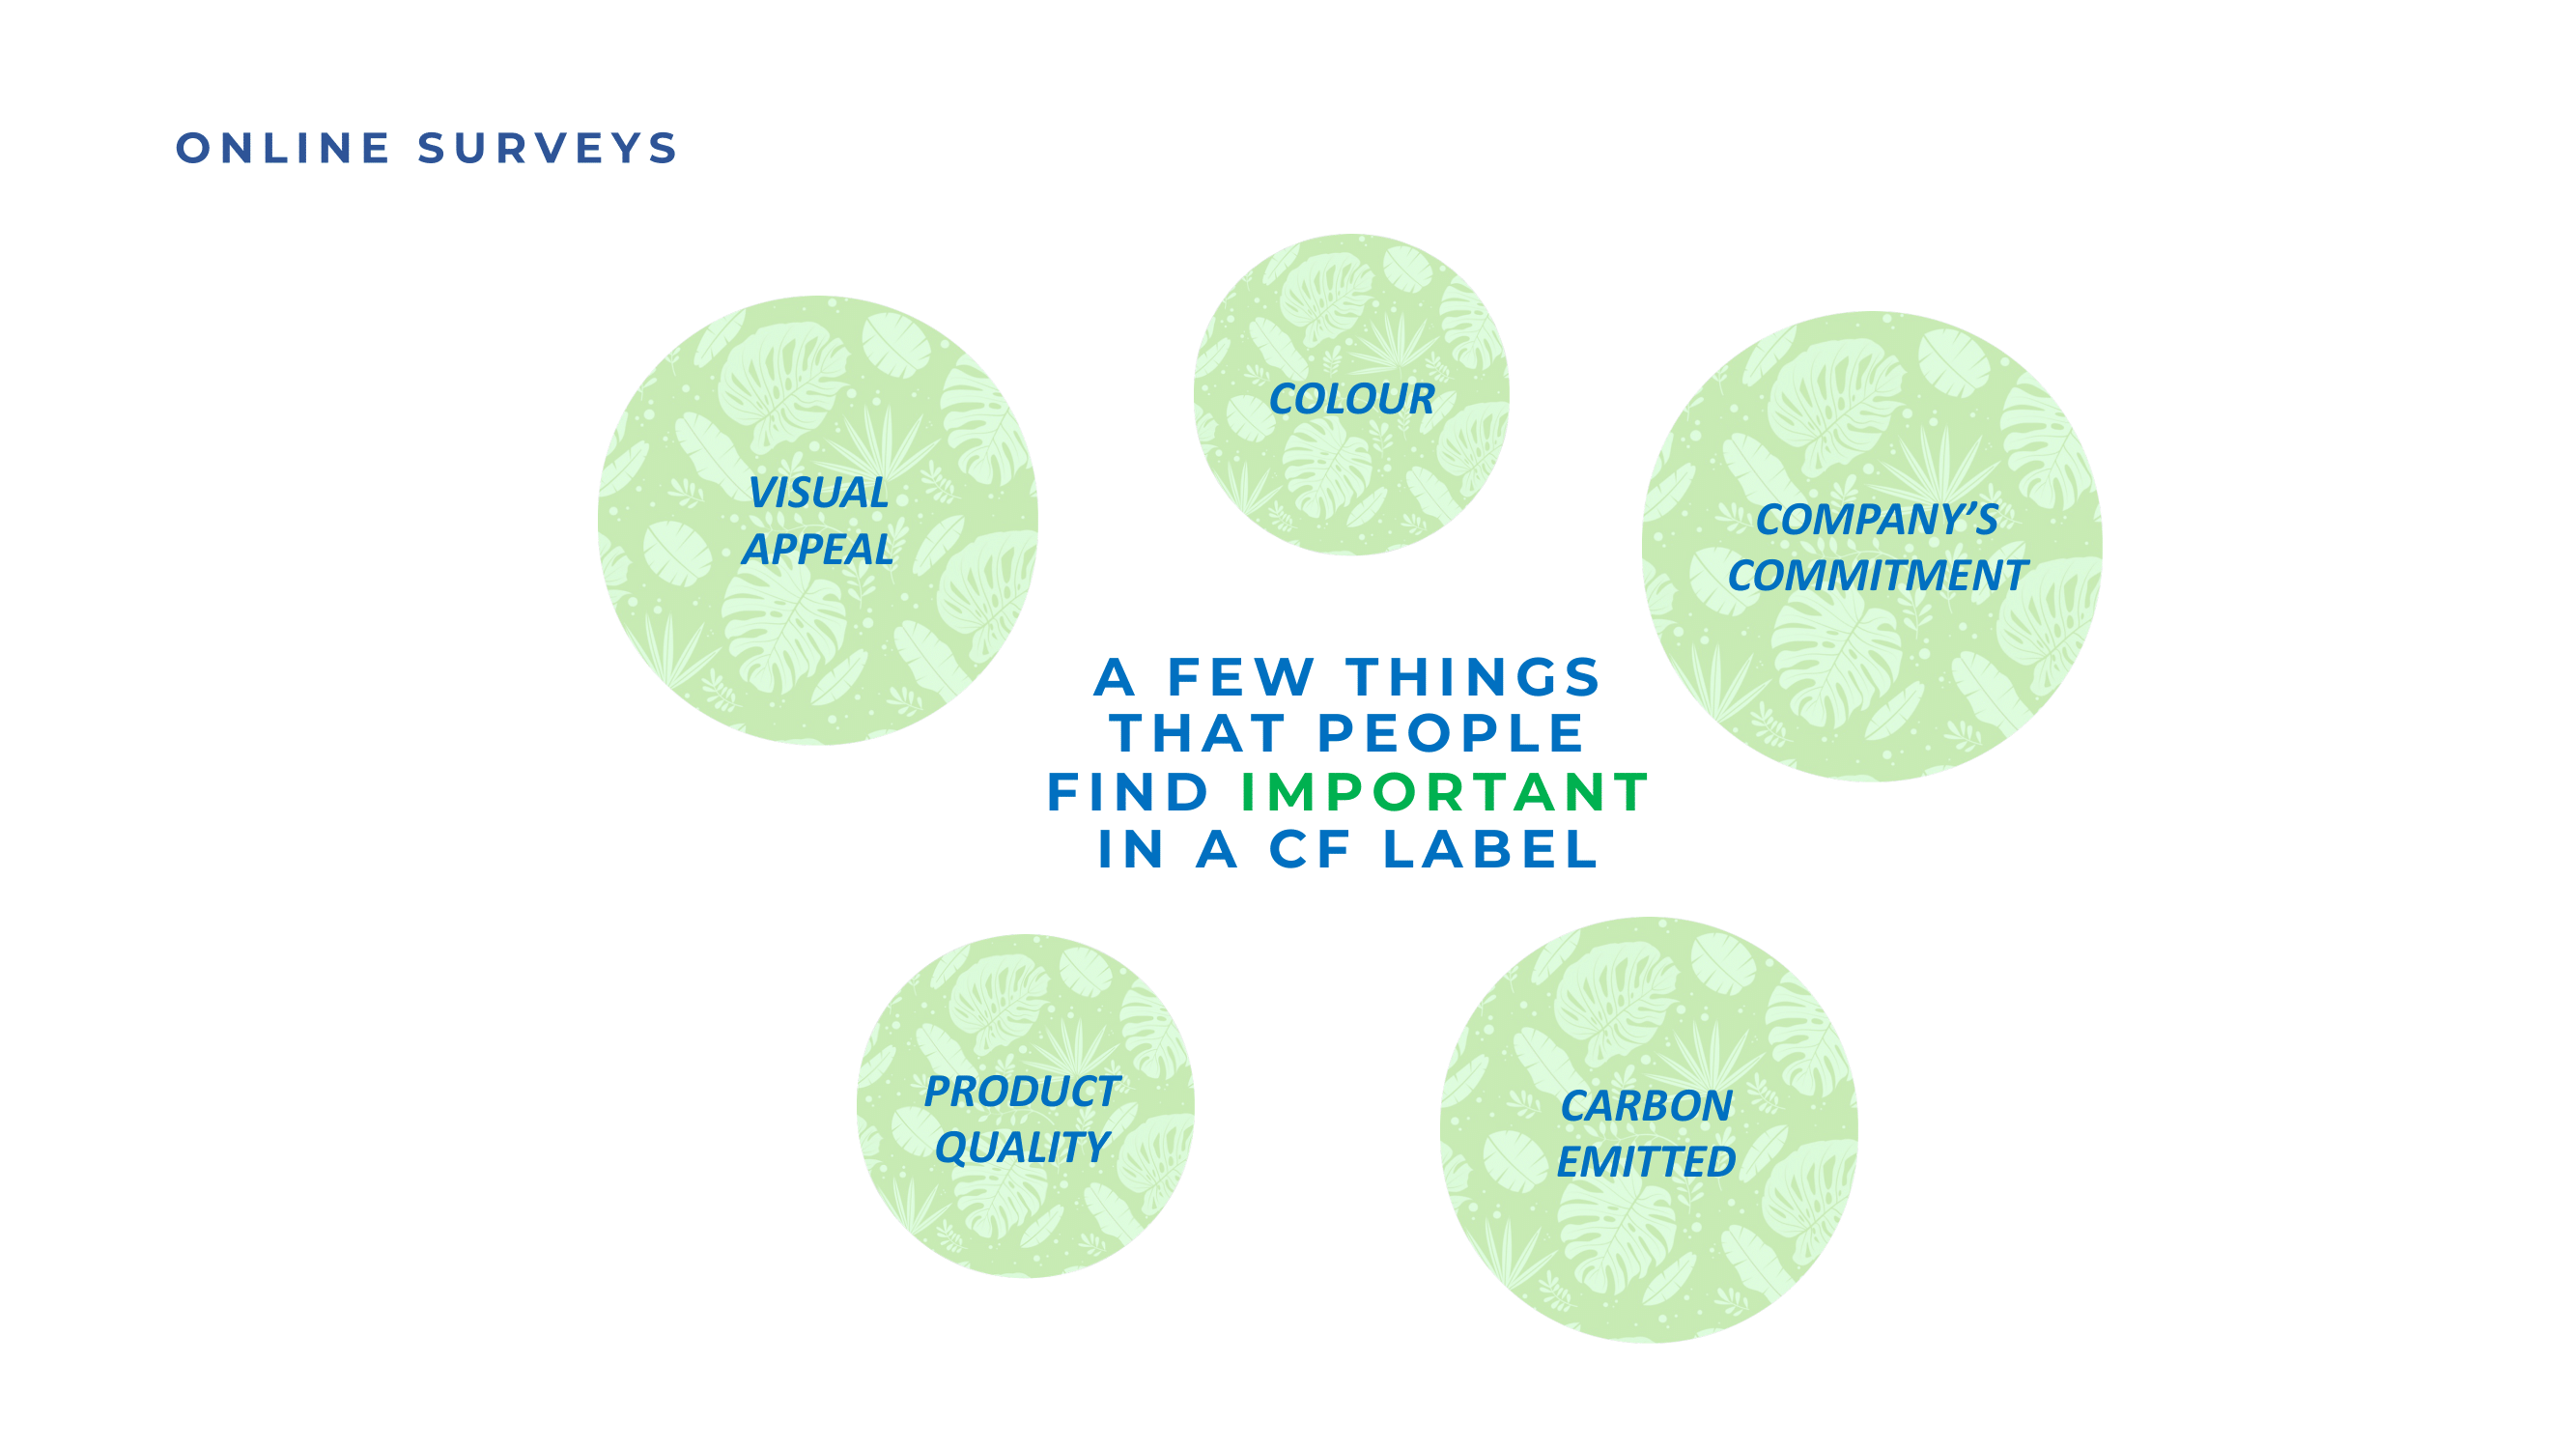 ONLINE SURVEYS
COLOUR
VISUAL
APPEAL
COMPANY’S
COMMITMENT
A FEW THINGS
THAT PEOPLE
FIND IMPORTANT
IN A CF LABEL
PRODUCT
QUALITY
CARBON
EMITTED